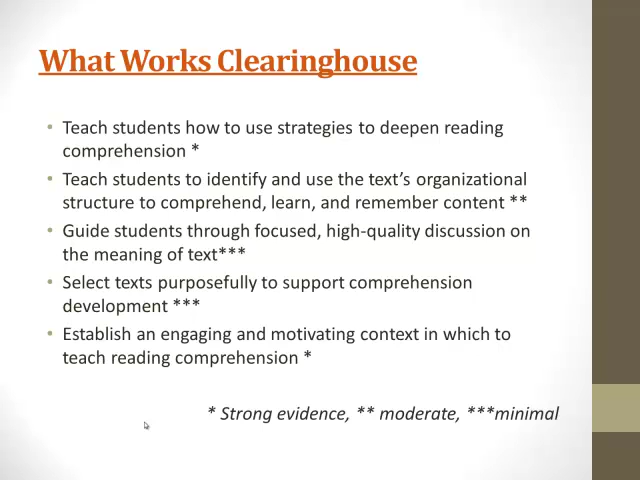 What Works Clearinghouse
• Teach students how to use strategies to deepen reading
comprehension *
• Teach students to identify and use the text’s organizational
structure to comprehend, learn, and remember content **
• Guide students through focused, high-quality discussion on
the meaning of text***
• Select texts purposefully to support comprehension
development ***
• Establish an engaging and motivating context in which to
teach reading comprehension *
* Strong evidence, ** moderate, ***minimal